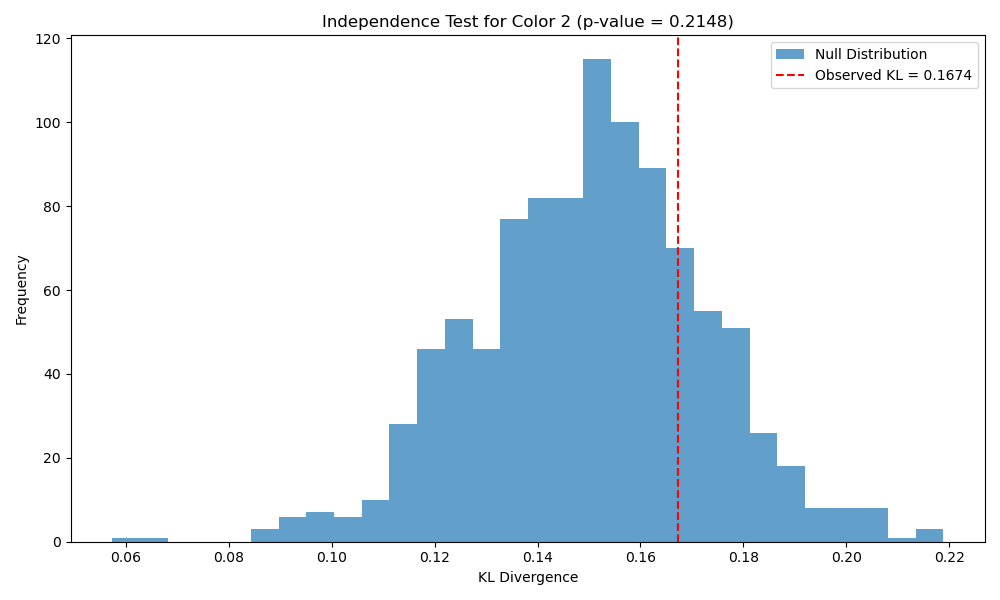 Independence Test for Color 2 (p-value = 0.2148)
Null Distribution
Observed KL = 0.1674
120
100
80
60
40
20
0
Frequency
0.06 0.08 0.10 0.12 0.14 0.16 0.18 0.20 0.22
KL Divergence